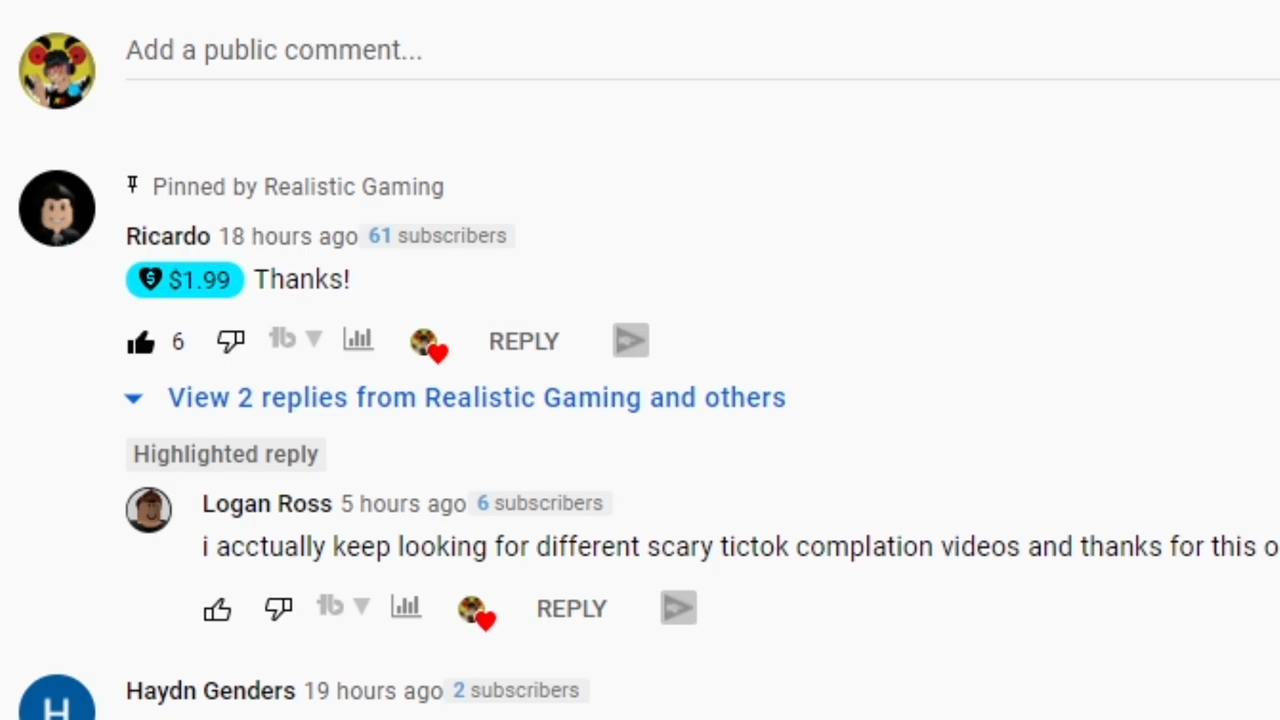 Add a public comment...
Pinned by Realistic Gaming
Ricardo 18 hours ago 61 subscribers
$1.99 Thanks!
6 REPLY
View 2 replies from Realistic Gaming and others
Highlighted reply
Logan Ross 5 hours ago 6 subscribers
i acctually keep looking for different scary tictok complation videos and thanks for this o
REPLY
H
Haydn Genders 19 hours ago 2 subscribers